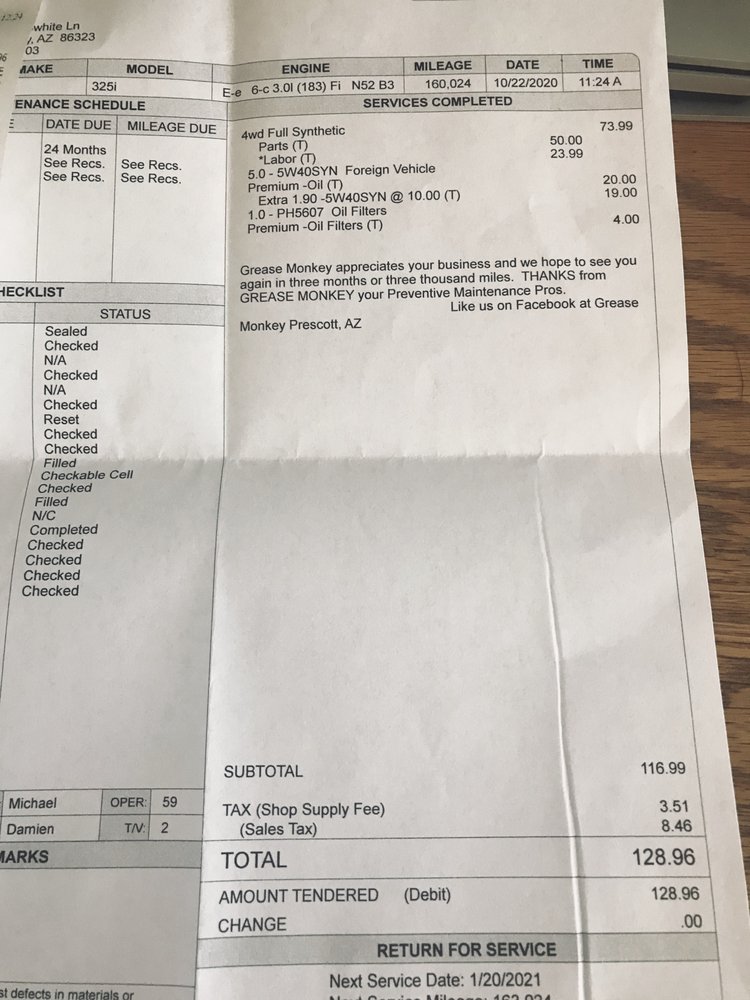 12.24
white Ln
, AZ 86323
03
MAKE MODEL ENGINE MILEAGE DATE TIME
325i E-e 6-c 3.0l (183) Fi N52 B3 160,024 10/22/2020 11:24 A
ENANCE SCHEDULE
DATE DUE MILEAGE DUE
24 Months
See Recs. See Recs.
See Recs. See Recs.
SERVICES COMPLETED
4wd Full Synthetic 73.99
Parts (T) 50.00
*Labor (T) 23.99
5.0 - 5W40SYN Foreign Vehicle
Premium -Oil (T) 20.00
Extra 1.90 -5W40SYN @ 10.00 (T) 19.00
1.0 - PH5607 Oil Filters
Premium -Oil Filters (T) 4.00
Grease Monkey appreciates your business and we hope to see you
again in three months or three thousand miles. THANKS from
GREASE MONKEY your Preventive Maintenance Pros.
Like us on Facebook at Grease
Monkey Prescott, AZ
HECKLIST
STATUS
Sealed
Checked
N/A
Checked
N/A
Checked
Reset
Checked
Checked
Filled
Checkable Cell
Checked
Filled
N/C
Completed
Checked
Checked
Checked
Checked
Michael OPER: 59
Damien T/V: 2
MARKS
st defects in materials or
SUBTOTAL 116.99
TAX (Shop Supply Fee) 3.51
(Sales Tax) 8.46
TOTAL 128.96
AMOUNT TENDERED (Debit) 128.96
CHANGE .00
RETURN FOR SERVICE
Next Service Date: 1/20/2021
Next Service Mileage: 163,024